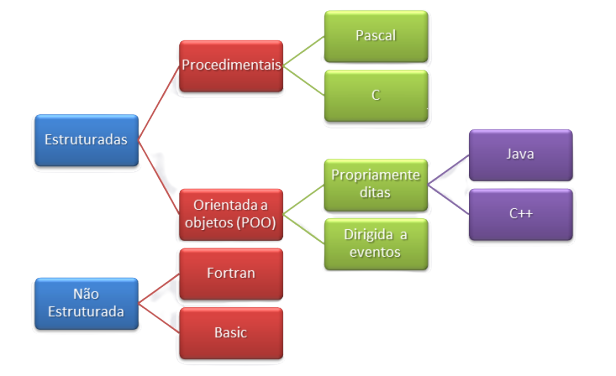 Estruturadas
Procedimentais
Pascal
C
Orientada a
objetos (POO)
Propriamente
ditas
Java
C++
Dirigida a
eventos
Não
Estruturada
Fortran
Basic